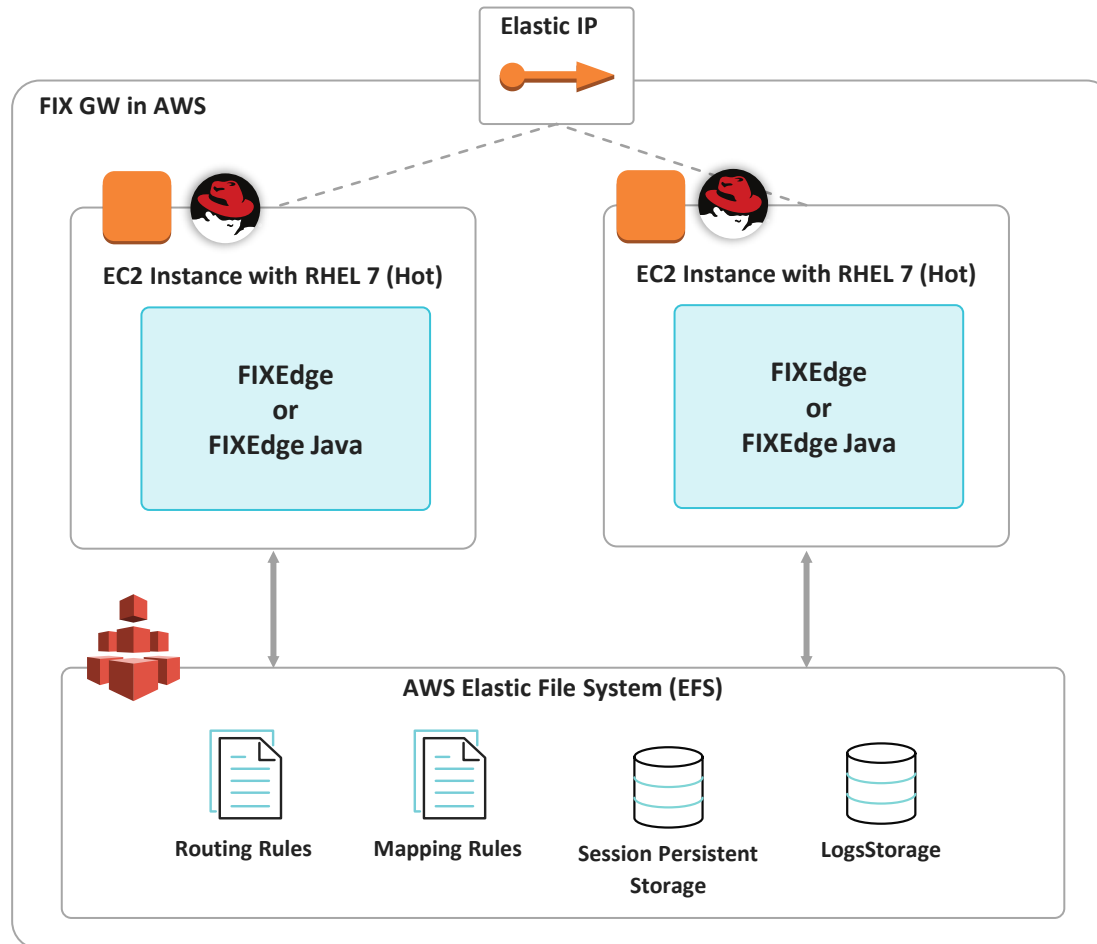 Elastic IP
FIX GW in AWS
EC2 Instance with RHEL 7 (Hot)
FIXEdge
or
FIXEdge Java
EC2 Instance with RHEL 7 (Hot)
FIXEdge
or
FIXEdge Java
AWS Elastic File System (EFS)
Routing Rules
Mapping Rules
Session Persistent
Storage
LogsStorage